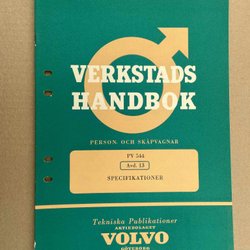 VERKSTADS
HANDBOK
PERSON- OCH SKÅPVAGNAR
PV 544
Avd. 13
SPECIFIKATIONER
Tekniska Publikationer
AKTIEBOLAGET
VOLVO
GÖTEBORG